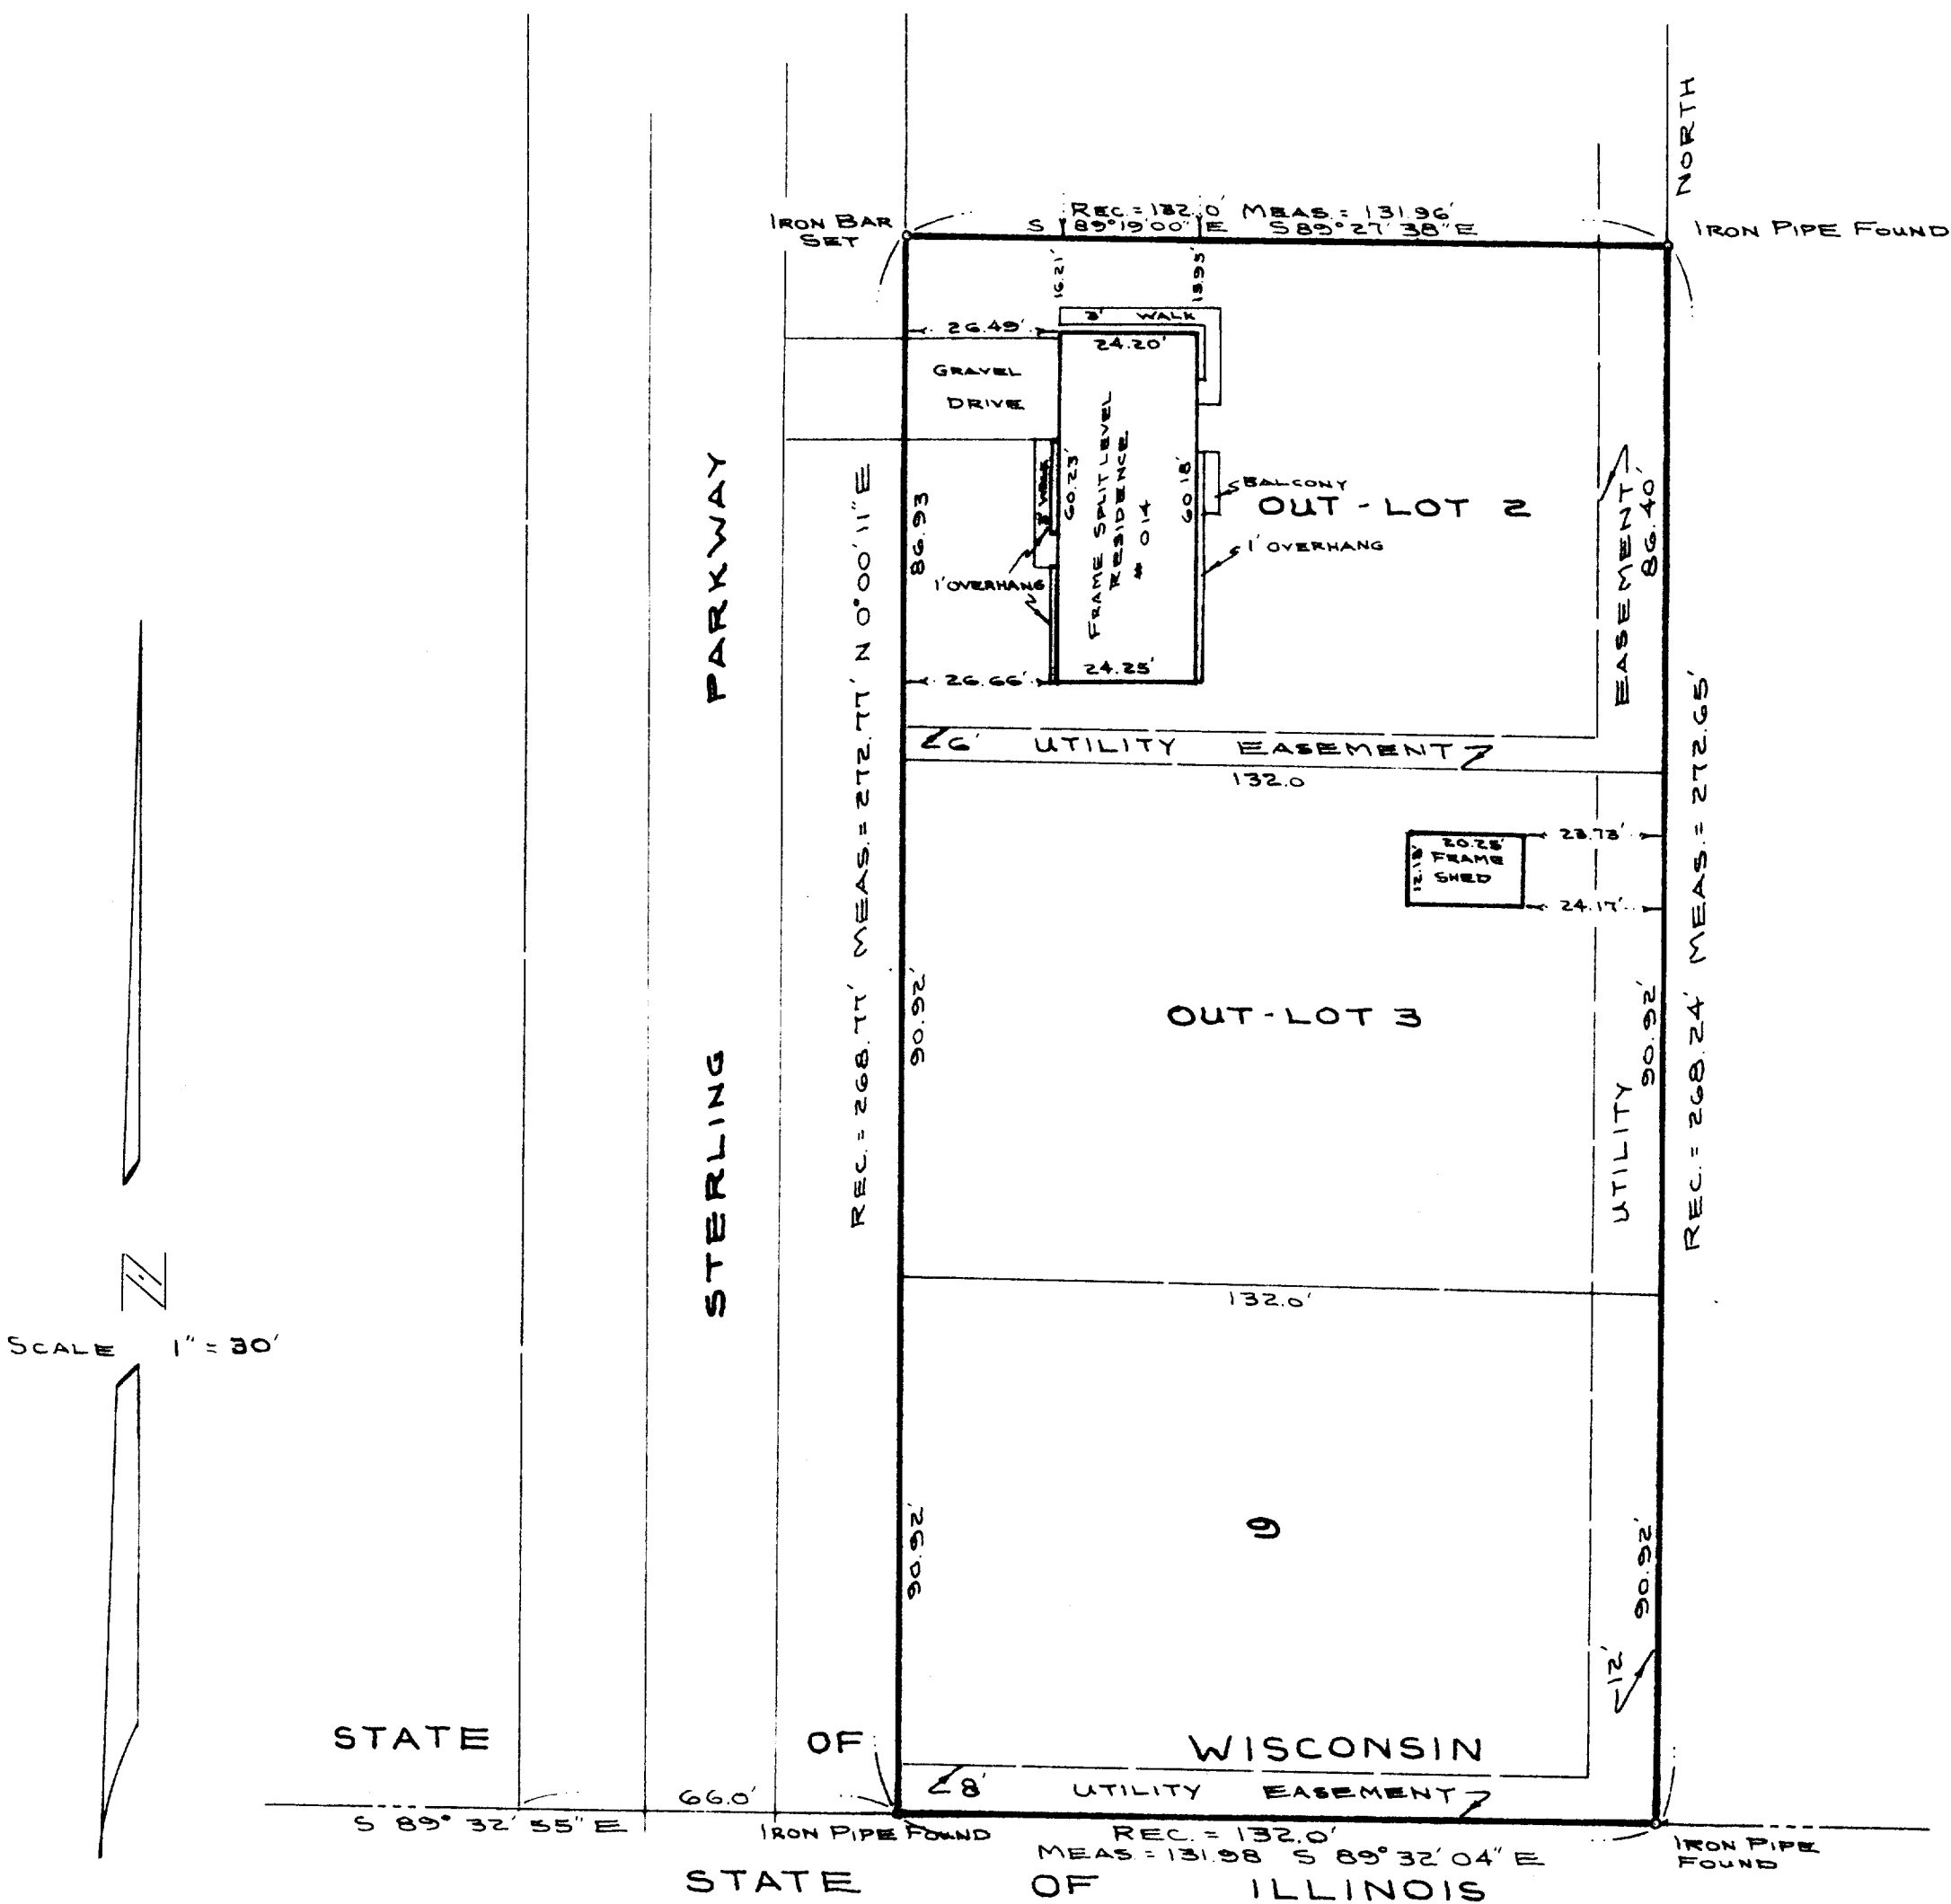 NORTH
REC. = 132.0' MEAS. = 131.96'
S 89°19'00" E S 89° 27' 38" E
IRON BAR
SET
IRON PIPE FOUND
16.21'
3' WALK
26.49'
24.20'
GRAVEL
DRIVE
FRAME SPLIT LEVEL
RESIDENCE
# 014
60.23'
60.18'
BALCONY
OUT - LOT 2
1' OVERHANG
1' OVERHANG
86.93
86.40'
EASEMENT
26.66'
24.25'
6' UTILITY EASEMENT
132.0
PARKWAY
STERLING
REC. = 268.77' MEAS. = 272.77' N 0°00'11" E
REC. = 268.24' MEAS. = 272.65'
23.73'
20.25'
FRAME
SHED
24.17'
OUT-LOT 3
90.92'
90.92'
UTILITY
132.0'
SCALE 1" = 30'
N
9
90.92'
90.92'
12'
STATE OF WISCONSIN
8' UTILITY EASEMENT
66.0'
S 89° 32' 55" E
IRON PIPE FOUND
REC. = 132.0'
MEAS. = 131.98 S 89° 32' 04" E
IRON PIPE
FOUND
STATE OF ILLINOIS